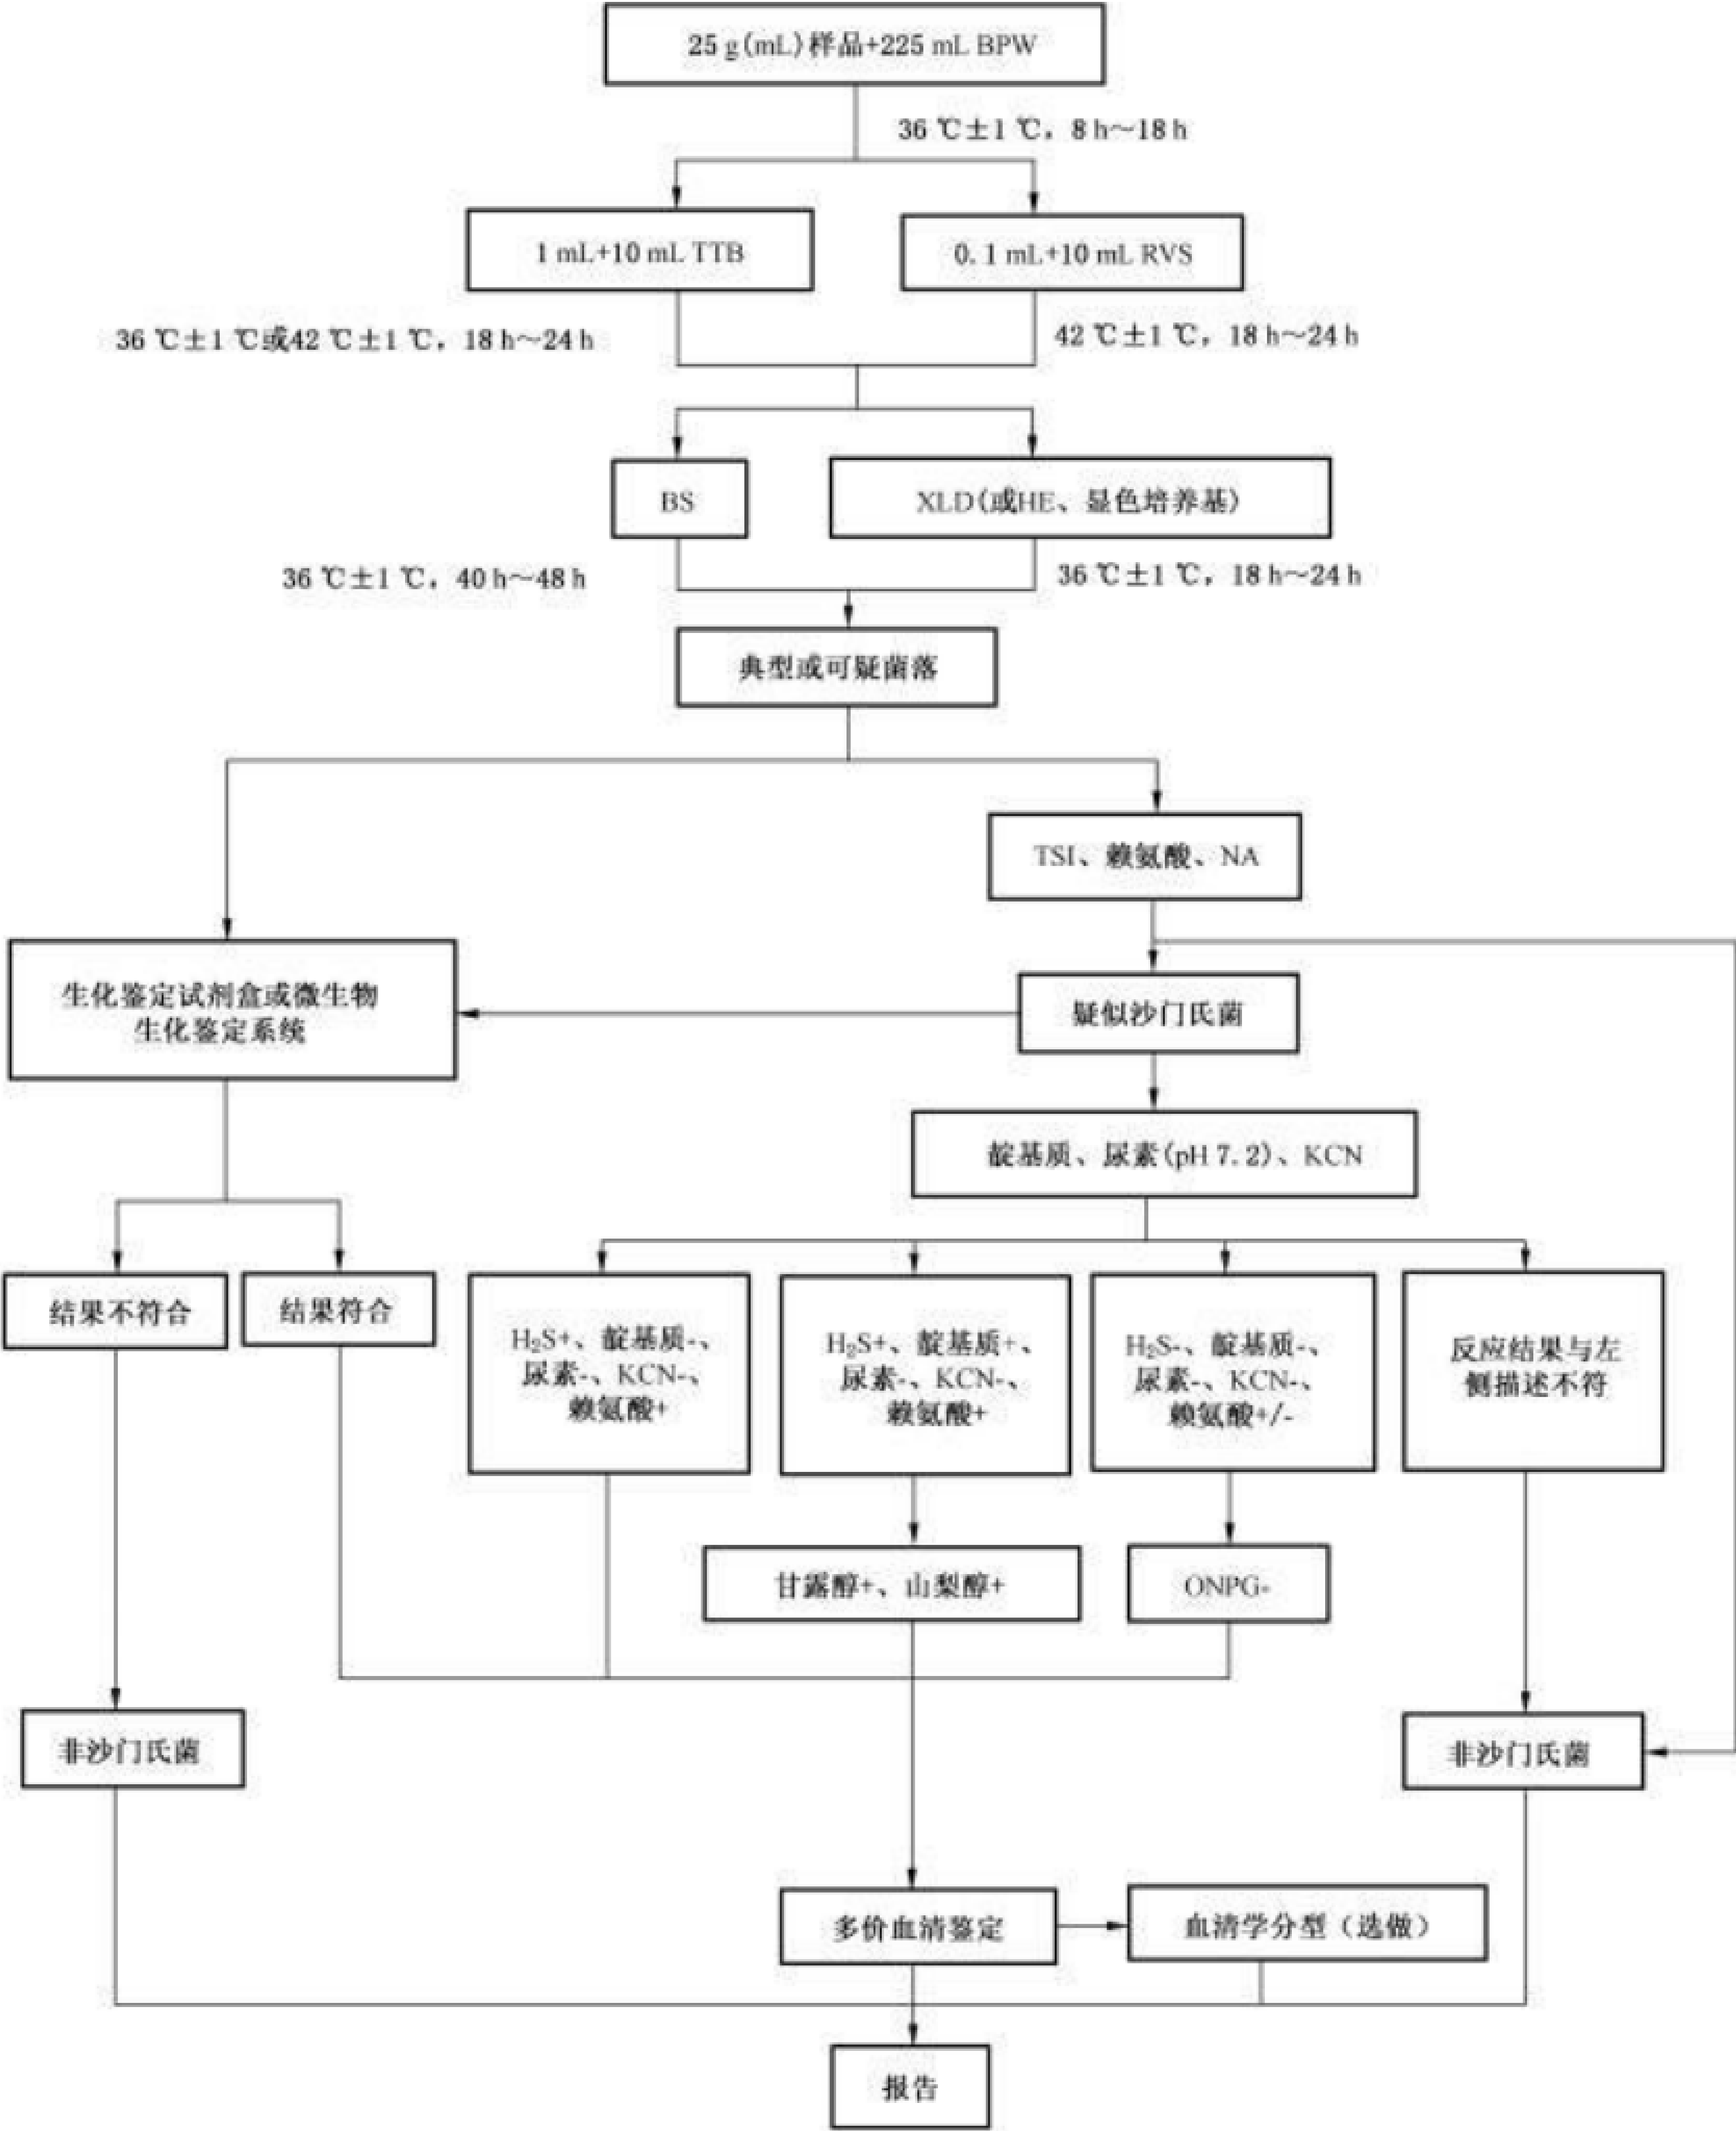 25 g(mL)样品+225 mL BPW
36 ℃±1 ℃，8 h～18 h
1 mL+10 mL TTB
0.1 mL+10 mL RVS
36 ℃±1 ℃或42 ℃±1 ℃，18 h～24 h
42 ℃±1 ℃，18 h～24 h
BS
XLD(或HE、显色培养基)
36 ℃±1 ℃，40 h～48 h
36 ℃±1 ℃，18 h～24 h
典型或可疑菌落
TSI、赖氨酸、NA
生化鉴定试剂盒或微生物
生化鉴定系统
疑似沙门氏菌
靛基质、尿素(pH 7.2)、KCN
结果不符合
结果符合
H₂S+、靛基质-、
尿素-、KCN-、
赖氨酸+
H₂S+、靛基质+、
尿素-、KCN-、
赖氨酸+
H₂S-、靛基质-、
尿素-、KCN-、
赖氨酸+/-
反应结果与左
侧描述不符
甘露醇+、山梨醇+
ONPG-
非沙门氏菌
非沙门氏菌
多价血清鉴定
血清学分型（选做）
报告